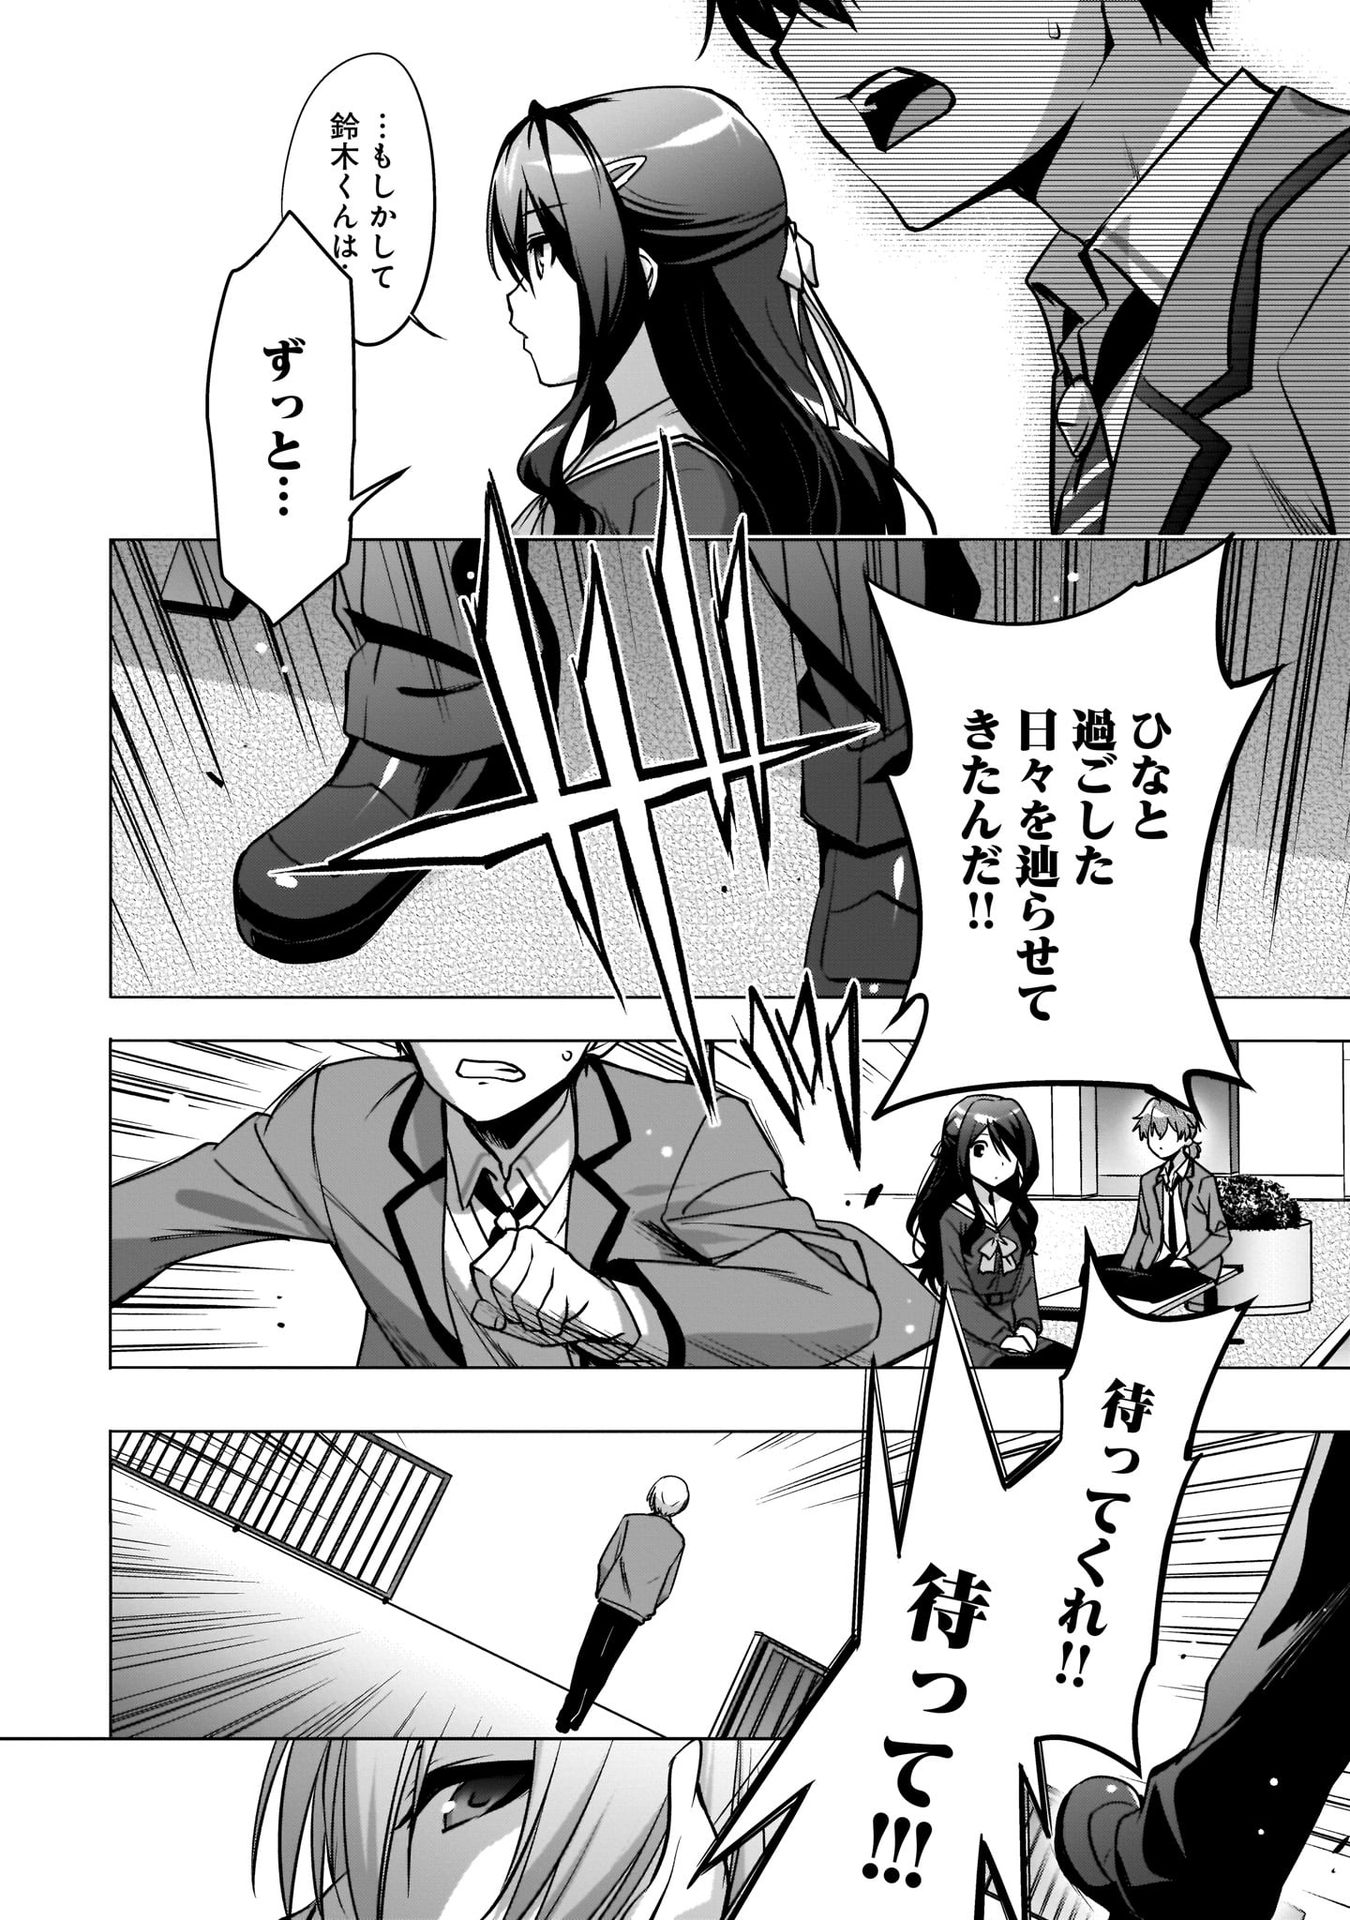 …もしかして
鈴木くんは…
ずっと…
ひなと
過ごした
日々を辿らせて
きたんだ!!
待ってくれ!!
待って!!!